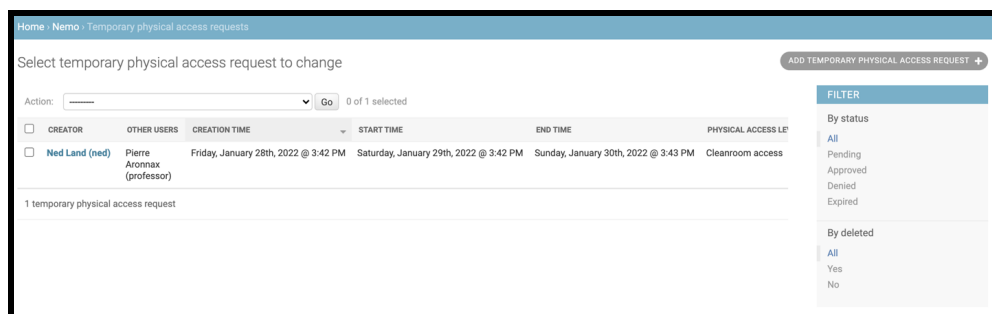 Home › Nemo › Temporary physical access requests
Select temporary physical access request to change
ADD TEMPORARY PHYSICAL ACCESS REQUEST +
Action: --------- Go 0 of 1 selected
CREATOR OTHER USERS CREATION TIME START TIME END TIME PHYSICAL ACCESS LEV
Ned Land (ned) Pierre Aronnax (professor) Friday, January 28th, 2022 @ 3:42 PM Saturday, January 29th, 2022 @ 3:42 PM Sunday, January 30th, 2022 @ 3:43 PM Cleanroom access
1 temporary physical access request
FILTER
By status
All
Pending
Approved
Denied
Expired
By deleted
All
Yes
No